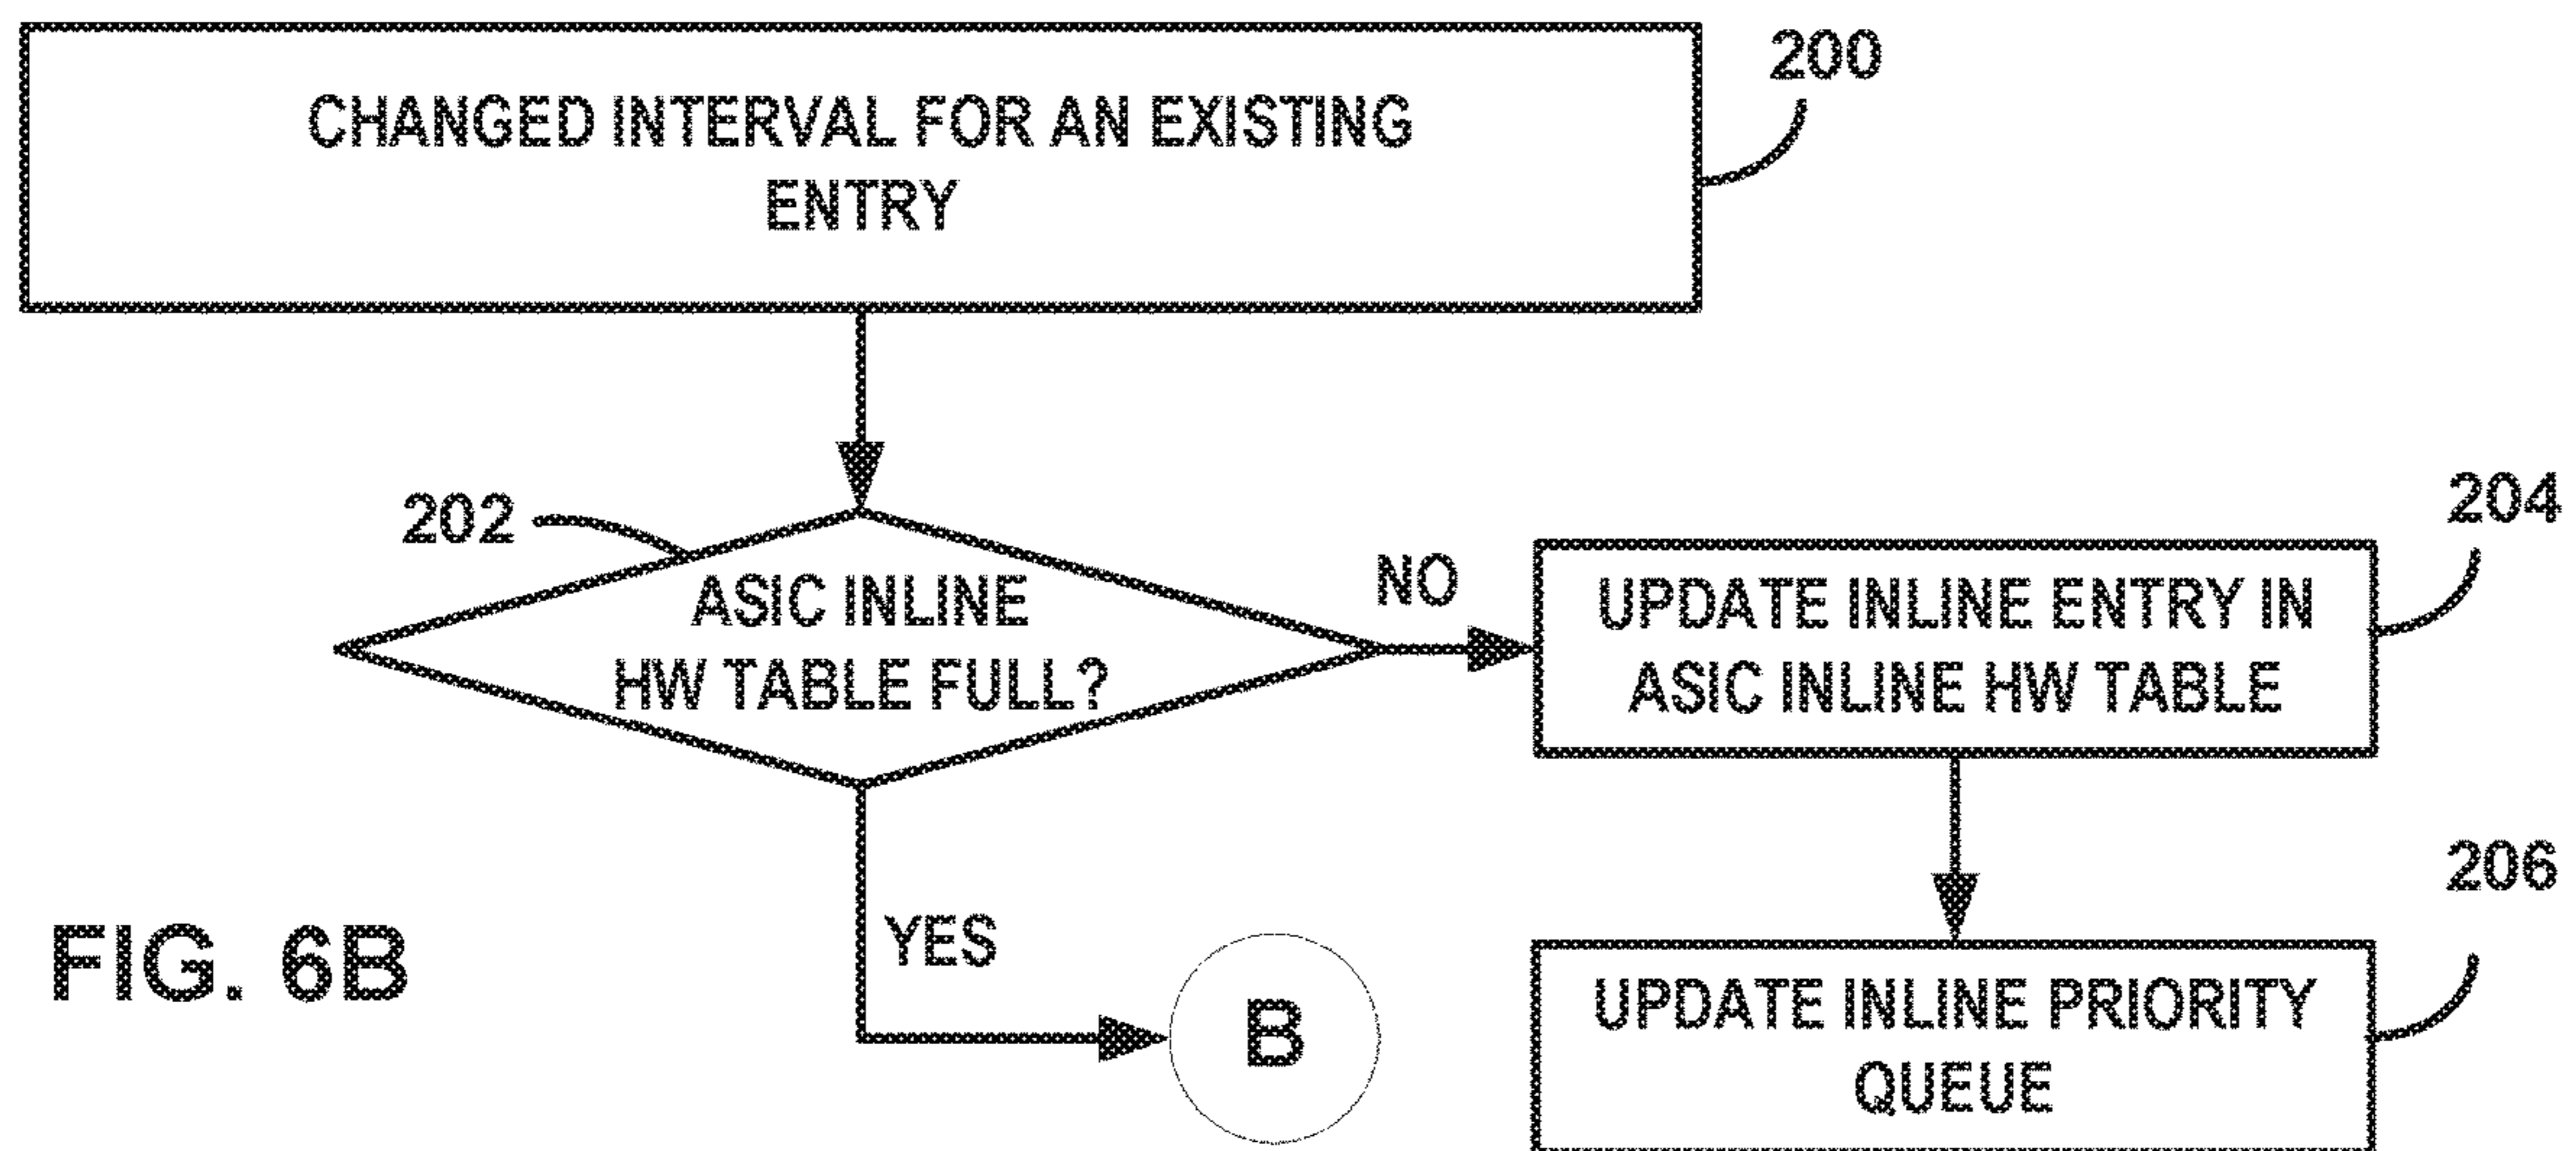 CHANGED INTERVAL FOR AN EXISTING
ENTRY
200
202
ASIC INLINE
HW TABLE FULL?
NO
UPDATE INLINE ENTRY IN
ASIC INLINE HW TABLE
204
YES
B
UPDATE INLINE PRIORITY
QUEUE
206
FIG. 6B